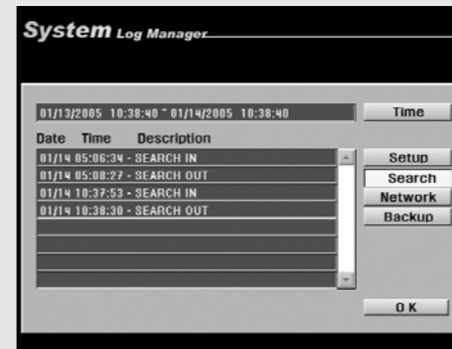 System Log Manager
01/13/2005 10:38:40 ~ 01/14/2005 10:38:40
Time
Date Time Description
01/14 05:06:34 - SEARCH IN
01/14 05:08:27 - SEARCH OUT
01/14 10:37:53 - SEARCH IN
01/14 10:38:30 - SEARCH OUT
Setup
Search
Network
Backup
OK